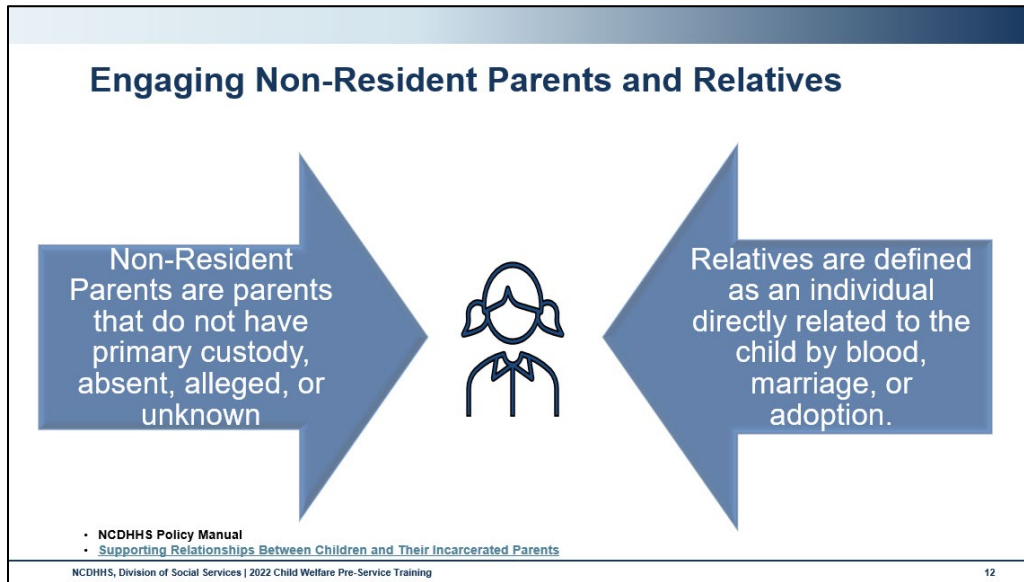 Engaging Non-Resident Parents and Relatives
Non-Resident
Parents are parents
that do not have
primary custody,
absent, alleged, or
unknown
Relatives are defined
as an individual
directly related to the
child by blood,
marriage, or
adoption.
• NCDHHS Policy Manual
• Supporting Relationships Between Children and Their Incarcerated Parents
NCDHHS, Division of Social Services | 2022 Child Welfare Pre-Service Training
12